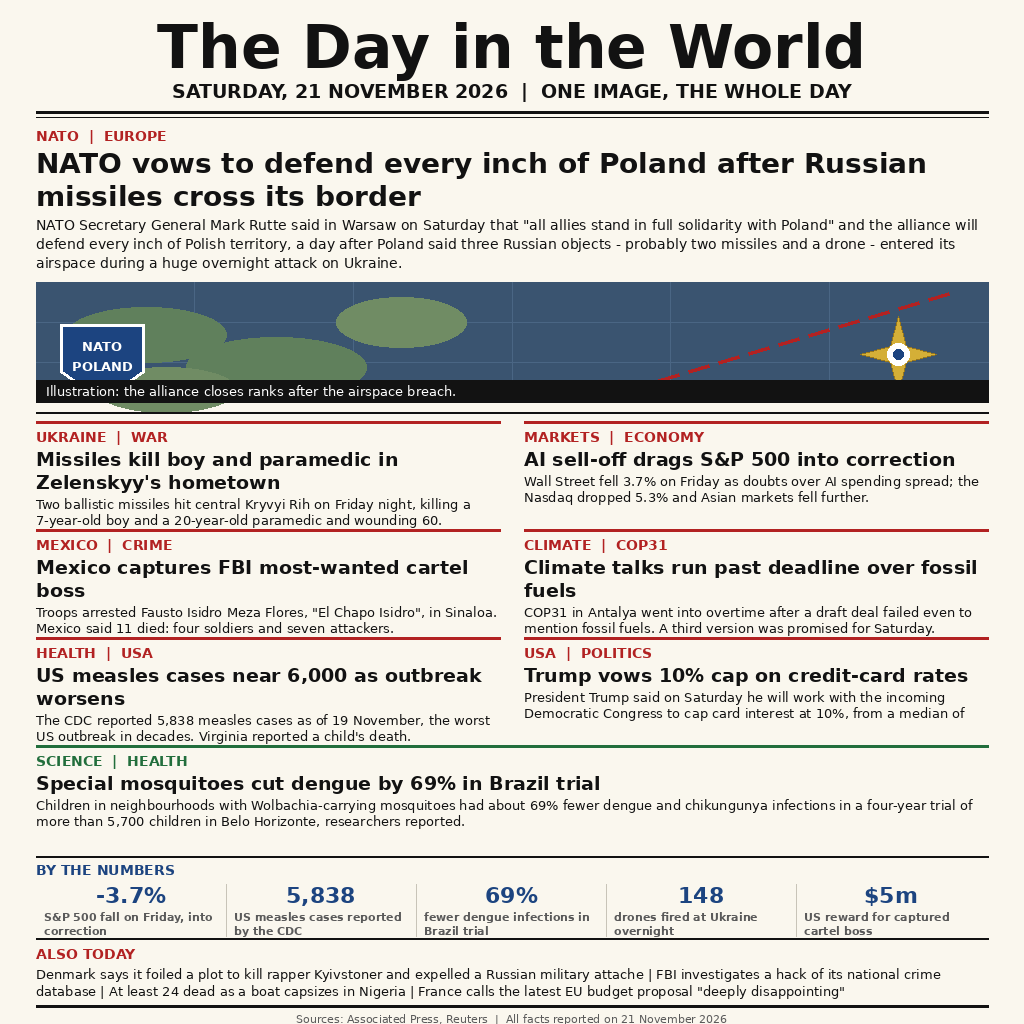 The Day in the World
SATURDAY, 21 NOVEMBER 2026 | ONE IMAGE, THE WHOLE DAY
NATO | EUROPE
NATO vows to defend every inch of Poland after Russian
missiles cross its border
NATO Secretary General Mark Rutte said in Warsaw on Saturday that "all allies stand in full solidarity with Poland" and the alliance will
defend every inch of Polish territory, a day after Poland said three Russian objects - probably two missiles and a drone - entered its
airspace during a huge overnight attack on Ukraine.
NATO
POLAND
Illustration: the alliance closes ranks after the airspace breach.
UKRAINE | WAR
Missiles kill boy and paramedic in
Zelenskyy's hometown
Two ballistic missiles hit central Kryvyi Rih on Friday night, killing a
7-year-old boy and a 20-year-old paramedic and wounding 60.
MARKETS | ECONOMY
AI sell-off drags S&P 500 into correction
Wall Street fell 3.7% on Friday as doubts over AI spending spread; the
Nasdaq dropped 5.3% and Asian markets fell further.
MEXICO | CRIME
Mexico captures FBI most-wanted cartel
boss
Troops arrested Fausto Isidro Meza Flores, "El Chapo Isidro", in Sinaloa.
Mexico said 11 died: four soldiers and seven attackers.
CLIMATE | COP31
Climate talks run past deadline over fossil
fuels
COP31 in Antalya went into overtime after a draft deal failed even to
mention fossil fuels. A third version was promised for Saturday.
HEALTH | USA
US measles cases near 6,000 as outbreak
worsens
The CDC reported 5,838 measles cases as of 19 November, the worst
US outbreak in decades. Virginia reported a child's death.
USA | POLITICS
Trump vows 10% cap on credit-card rates
President Trump said on Saturday he will work with the incoming
Democratic Congress to cap card interest at 10%, from a median of
SCIENCE | HEALTH
Special mosquitoes cut dengue by 69% in Brazil trial
Children in neighbourhoods with Wolbachia-carrying mosquitoes had about 69% fewer dengue and chikungunya infections in a four-year trial of
more than 5,700 children in Belo Horizonte, researchers reported.
BY THE NUMBERS
-3.7%
S&P 500 fall on Friday, into
correction
5,838
US measles cases reported
by the CDC
69%
fewer dengue infections in
Brazil trial
148
drones fired at Ukraine
overnight
$5m
US reward for captured
cartel boss
ALSO TODAY
Denmark says it foiled a plot to kill rapper Kyivstoner and expelled a Russian military attache | FBI investigates a hack of its national crime
database | At least 24 dead as a boat capsizes in Nigeria | France calls the latest EU budget proposal "deeply disappointing"
Sources: Associated Press, Reuters | All facts reported on 21 November 2026